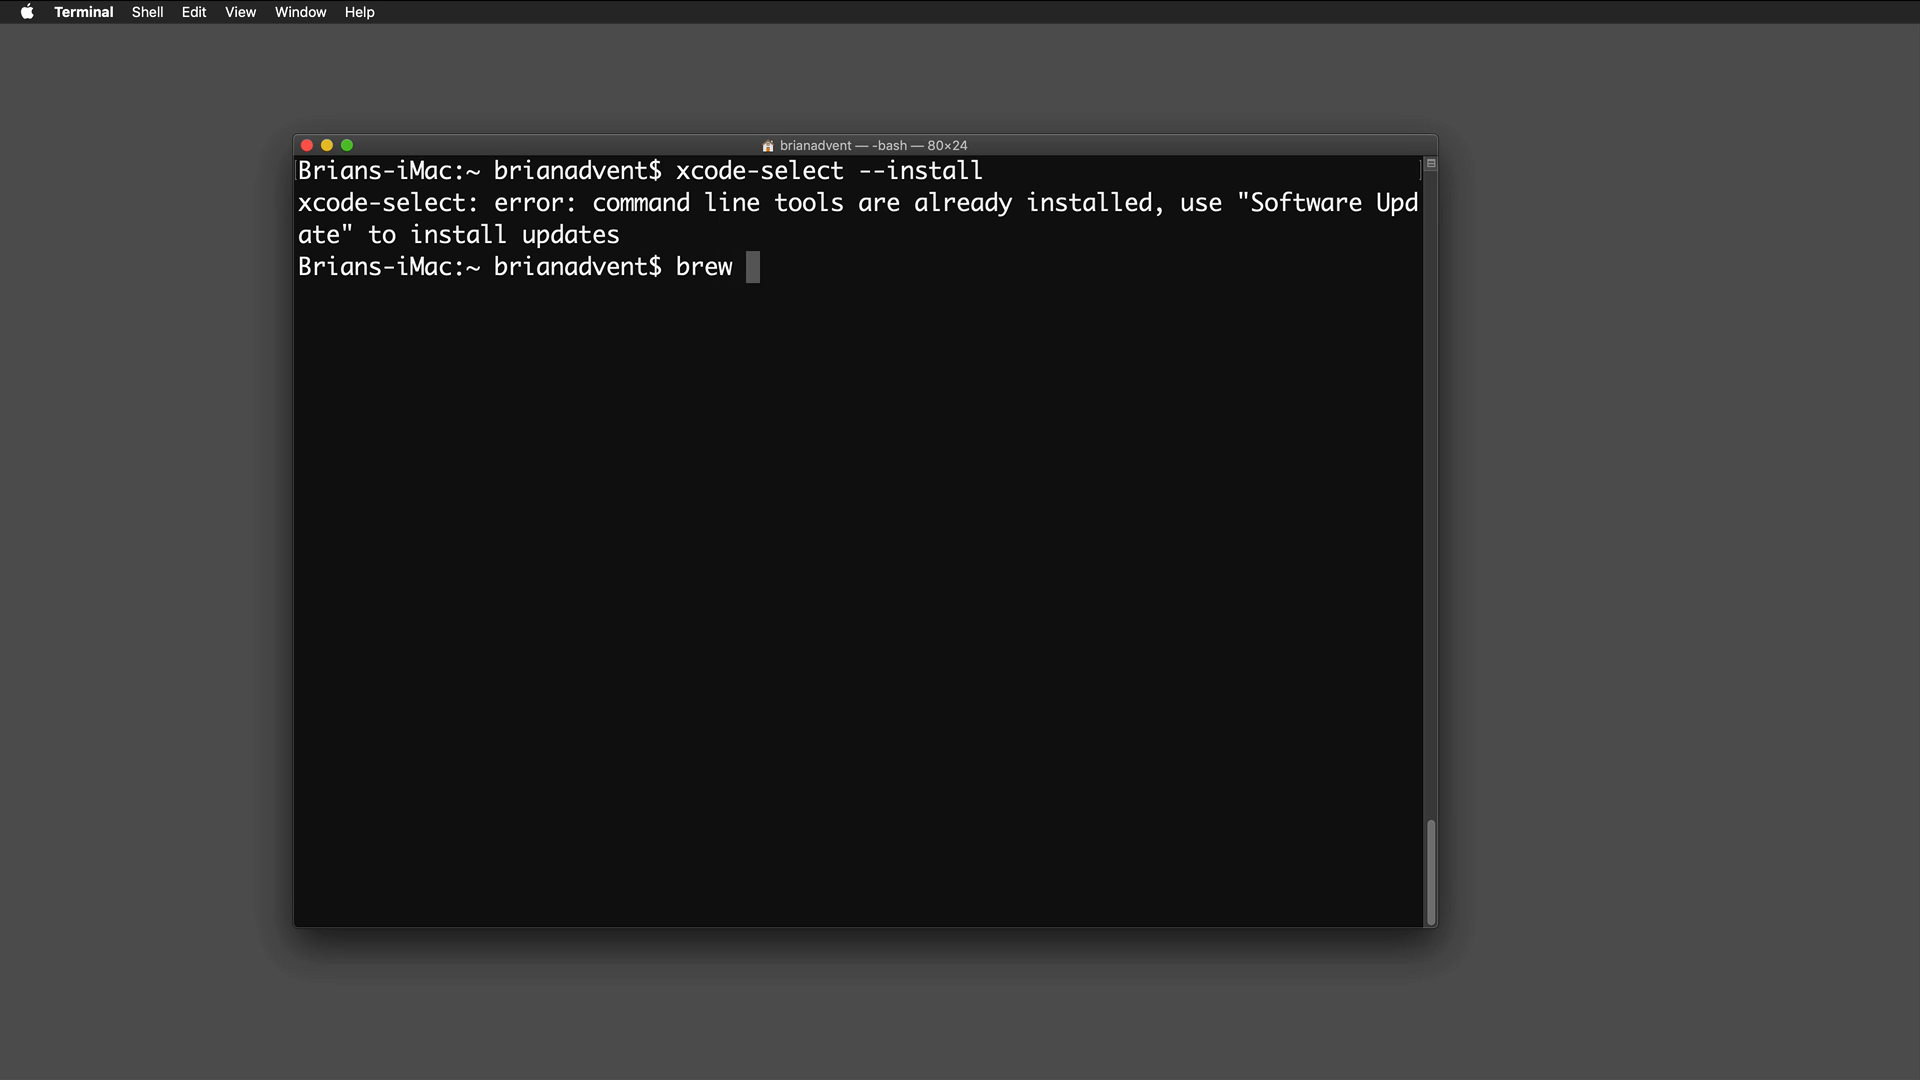 Terminal Shell Edit View Window Help
brianadvent — -bash — 80×24
Brians-iMac:~ brianadvent$ xcode-select --install
xcode-select: error: command line tools are already installed, use "Software Upd
ate" to install updates
Brians-iMac:~ brianadvent$ brew